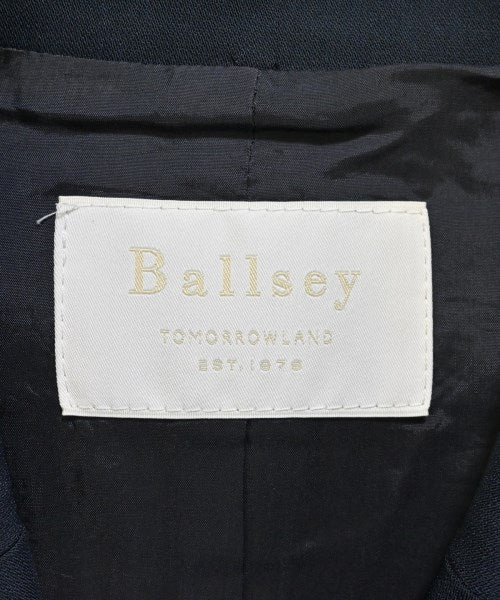 Ballsey
TOMORROWLAND
EST, 1978